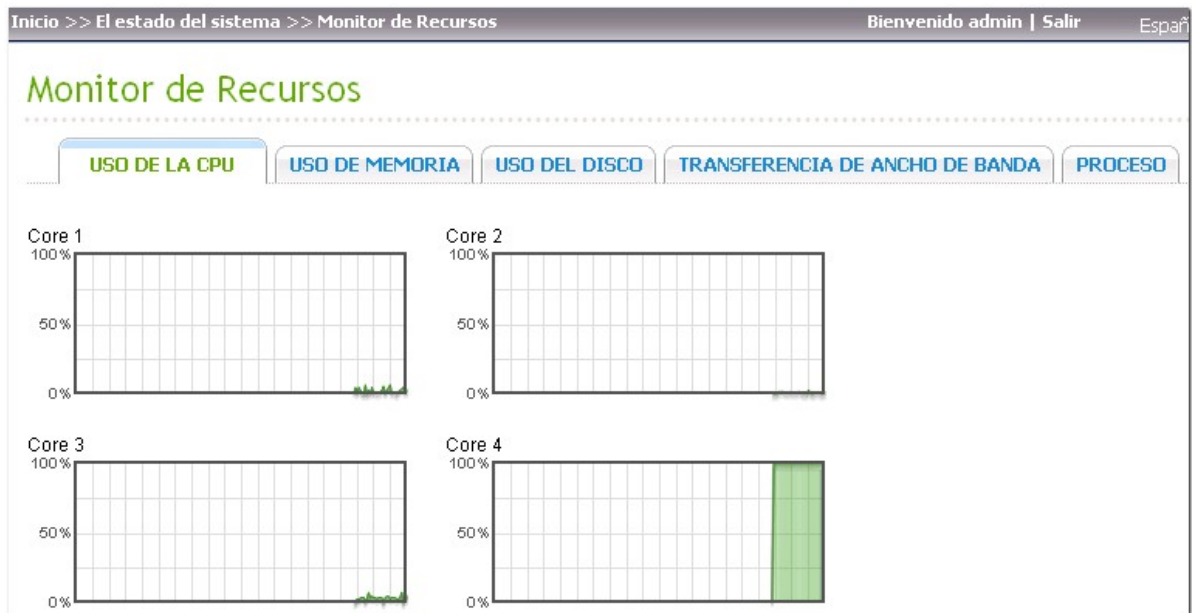 Inicio >> El estado del sistema >> Monitor de Recursos Bienvenido admin | Salir Españ
Monitor de Recursos
USO DE LA CPU USO DE MEMORIA USO DEL DISCO TRANSFERENCIA DE ANCHO DE BANDA PROCESO
Core 1 Core 2
100% 100%
50% 50%
0% 0%
Core 3 Core 4
100% 100%
50% 50%
0% 0%